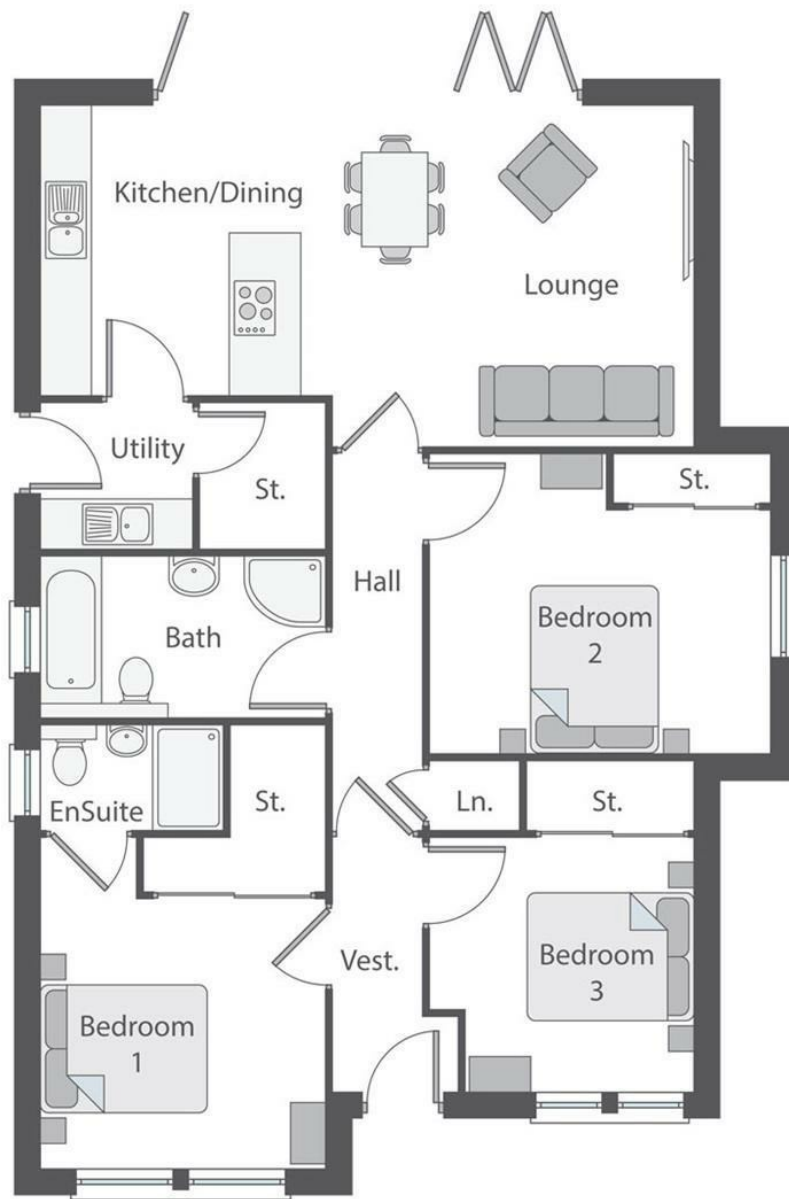 Kitchen/Dining
Lounge
Utility
St.
St.
Hall
Bedroom
2
Bath
EnSuite
St.
Ln.
St.
Vest.
Bedroom
3
Bedroom
1